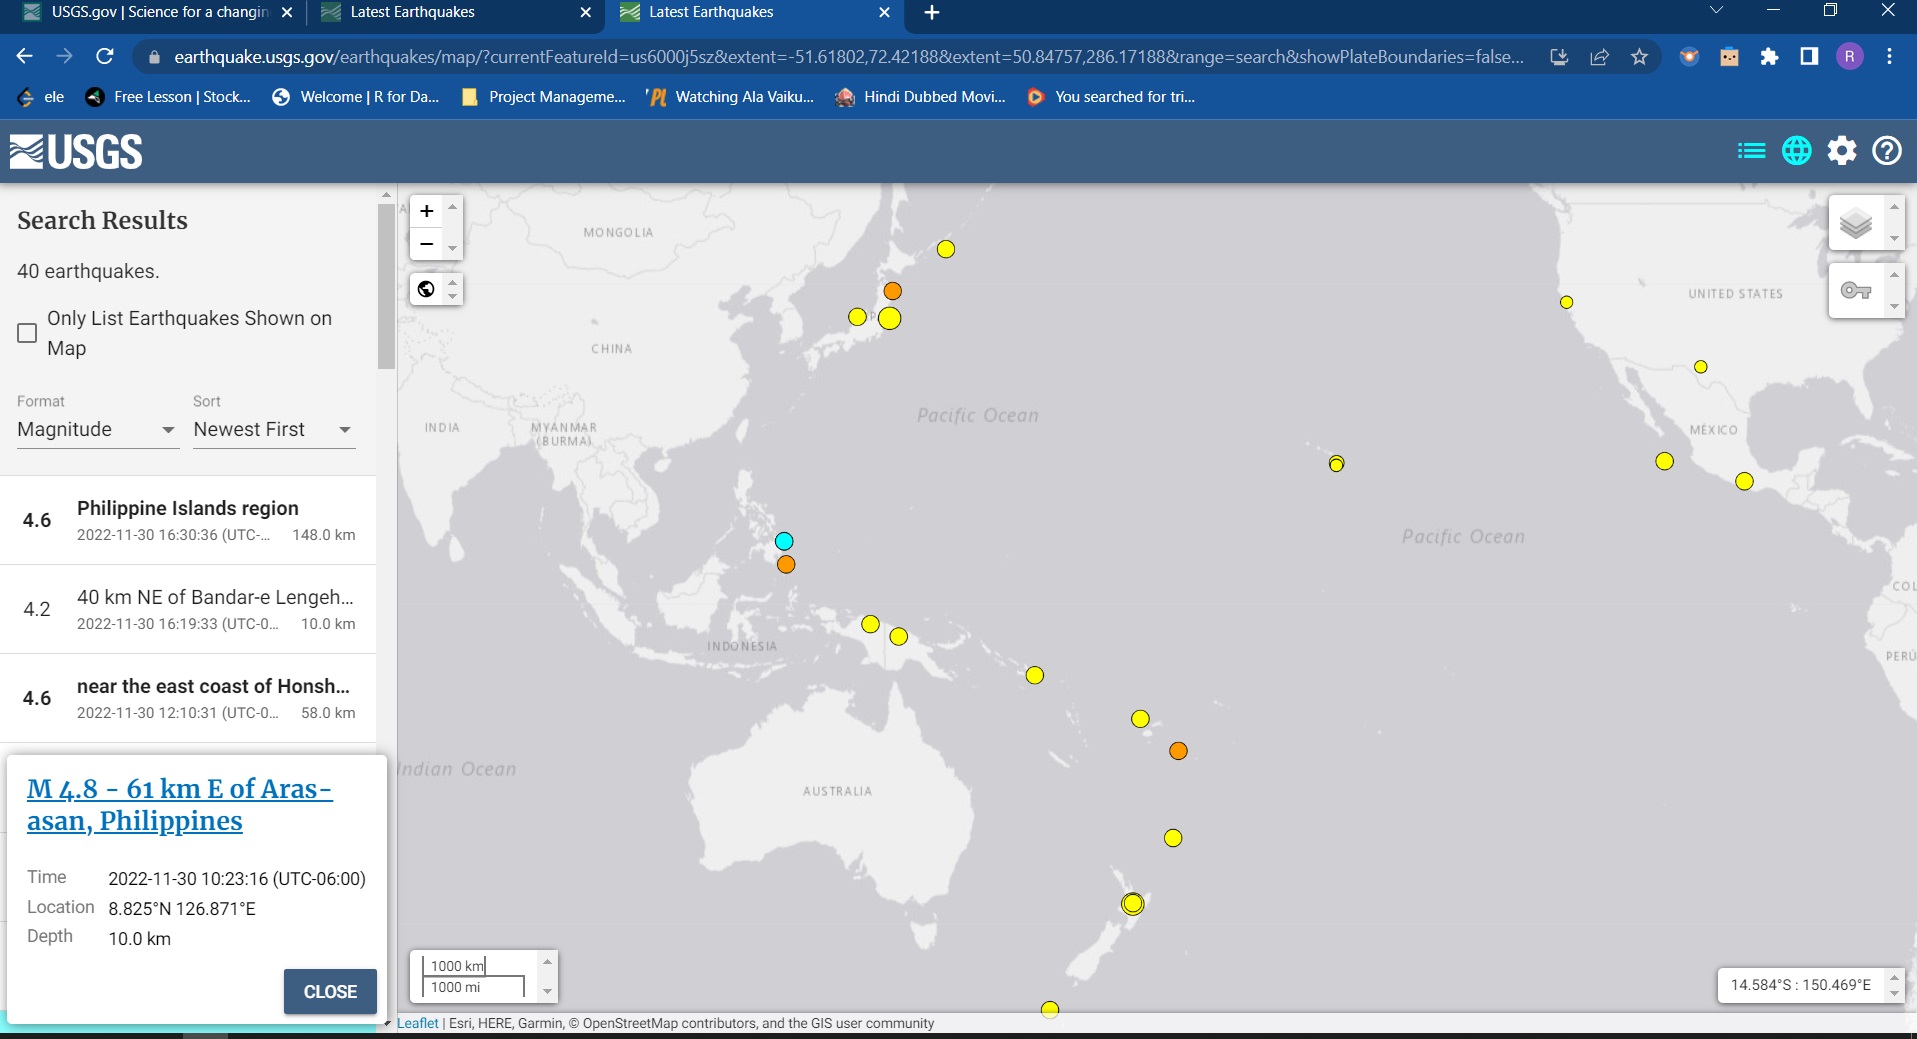 USGS.gov | Science for a changin
Latest Earthquakes
Latest Earthquakes
earthquake.usgs.gov/earthquakes/map/?currentFeatureId=us6000j5sz&extent=-51.61802,72.42188&extent=50.84757,286.17188&range=search&showPlateBoundaries=false...
R
ele
Free Lesson | Stock...
Welcome | R for Da...
Project Manageme...
Watching Ala Vaiku...
Hindi Dubbed Movi...
You searched for tri...
USGS
Search Results
40 earthquakes.
Only List Earthquakes Shown on
Map
Format
Sort
Magnitude
Newest First
4.6
Philippine Islands region
2022-11-30 16:30:36 (UTC-...
148.0 km
4.2
40 km NE of Bandar-e Lengeh...
2022-11-30 16:19:33 (UTC-0...
10.0 km
4.6
near the east coast of Honsh...
2022-11-30 12:10:31 (UTC-0...
58.0 km
M 4.8 - 61 km E of Aras-
asan, Philippines
Time
2022-11-30 10:23:16 (UTC-06:00)
Location
8.825°N 126.871°E
Depth
10.0 km
CLOSE
+
−
MONGOLIA
CHINA
INDIA
MYANMAR
(BURMA)
Pacific Ocean
UNITED STATES
MÉXICO
Pacific Ocean
COL
PERÚ
INDONESIA
Indian Ocean
AUSTRALIA
1000 km
1000 mi
14.584°S : 150.469°E
Leaflet | Esri, HERE, Garmin, © OpenStreetMap contributors, and the GIS user community